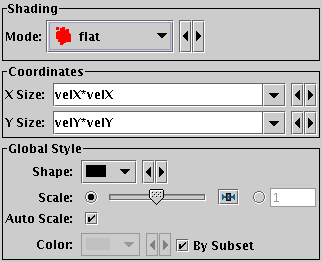 Shading
Mode: flat
Coordinates
X Size: velX*velX
Y Size: velY*velY
Global Style
Shape:
Scale: 1
Auto Scale:
Color: By Subset